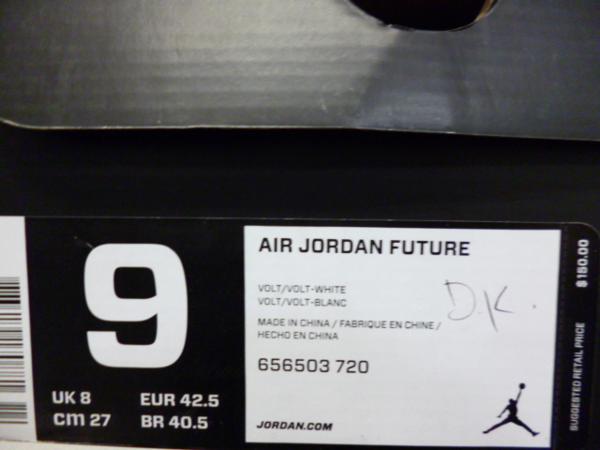 9
UK 8 EUR 42.5
cm 27 BR 40.5
AIR JORDAN FUTURE
VOLT/VOLT-WHITE
VOLT/VOLT-BLANC
MADE IN CHINA / FABRIQUE EN CHINE /
HECHO EN CHINA
656503 720
JORDAN.COM
D.K.
SUGGESTED RETAIL PRICE $150.00